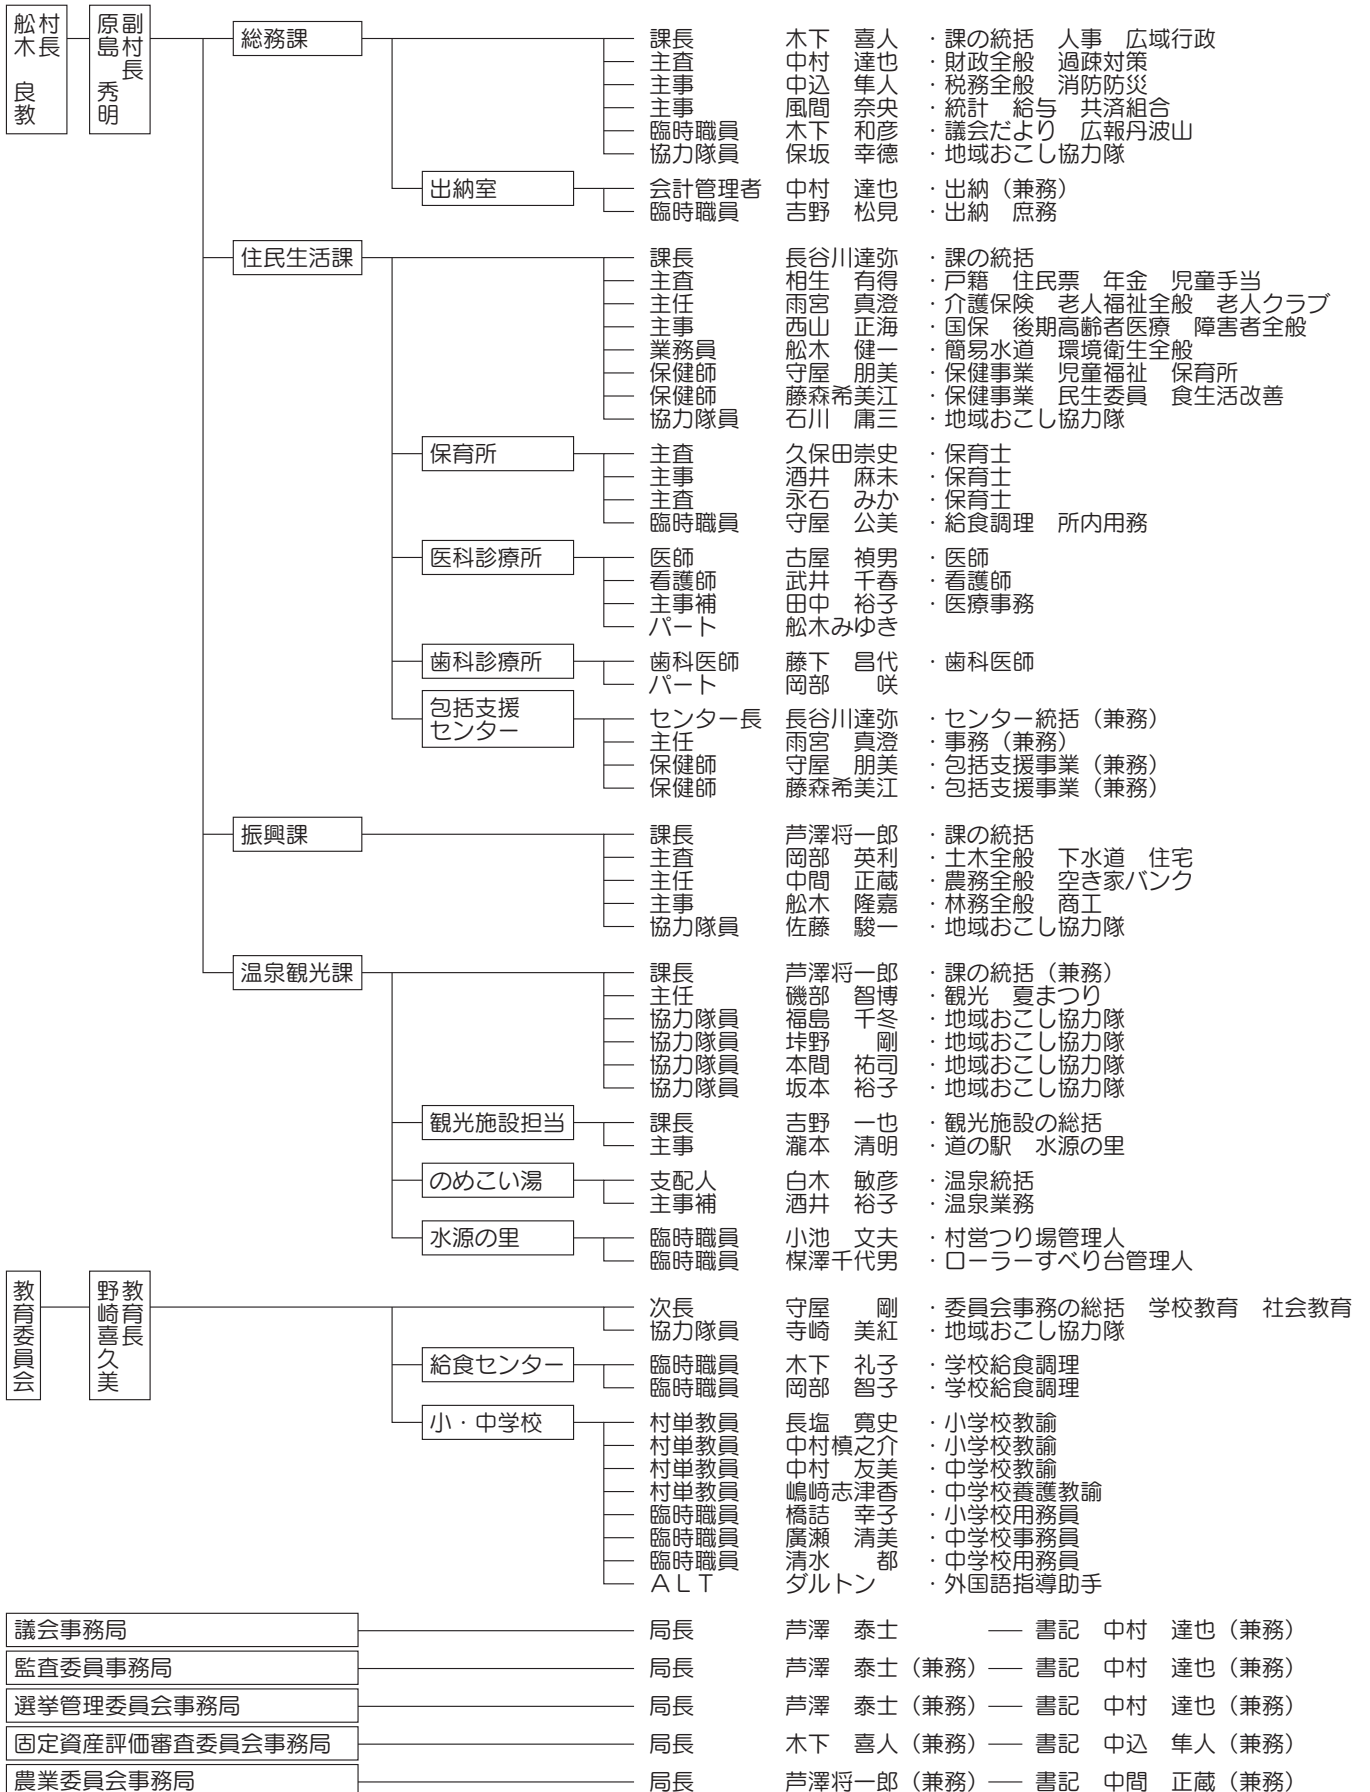 村長
舩木　良教
副村長
原島　秀明
総務課
課長　木下　喜人　・課の統括　人事　広域行政
主査　中村　達也　・財政全般　過疎対策
主事　中込　隼人　・税務全般　消防防災
主事　風間　奈央　・統計　給与　共済組合
臨時職員　木下　和彦　・議会だより　広報丹波山
協力隊員　保坂　幸德　・地域おこし協力隊
出納室
会計管理者　中村　達也　・出納（兼務）
臨時職員　吉野　松見　・出納　庶務
住民生活課
課長　長谷川達弥　・課の統括
主査　相生　有得　・戸籍　住民票　年金　児童手当
主任　雨宮　真澄　・介護保険　老人福祉全般　老人クラブ
主事　西山　正海　・国保　後期高齢者医療　障害者全般
業務員　舩木　健一　・簡易水道　環境衛生全般
保健師　守屋　朋美　・保健事業　児童福祉　保育所
保健師　藤森希美江　・保健事業　民生委員　食生活改善
協力隊員　石川　庸三　・地域おこし協力隊
保育所
主査　久保田崇史　・保育士
主事　酒井　麻未　・保育士
主査　永石　みか　・保育士
臨時職員　守屋　公美　・給食調理　所内用務
医科診療所
医師　古屋　禎男　・医師
看護師　武井　千春　・看護師
主事補　田中　裕子　・医療事務
パート　舩木みゆき
歯科診療所
歯科医師　藤下　昌代　・歯科医師
パート　岡部　　咲
包括支援
センター
センター長　長谷川達弥　・センター統括（兼務）
主任　雨宮　真澄　・事務（兼務）
保健師　守屋　朋美　・包括支援事業（兼務）
保健師　藤森希美江　・包括支援事業（兼務）
振興課
課長　芦澤将一郎　・課の統括
主査　岡部　英利　・土木全般　下水道　住宅
主任　中間　正蔵　・農務全般　空き家バンク
主事　舩木　隆嘉　・林務全般　商工
協力隊員　佐藤　駿一　・地域おこし協力隊
温泉観光課
課長　芦澤将一郎　・課の統括（兼務）
主任　磯部　智博　・観光　夏まつり
協力隊員　福島　千冬　・地域おこし協力隊
協力隊員　垰野　　剛　・地域おこし協力隊
協力隊員　本間　祐司　・地域おこし協力隊
協力隊員　坂本　裕子　・地域おこし協力隊
観光施設担当
課長　吉野　一也　・観光施設の総括
主事　瀧本　清明　・道の駅　水源の里
のめこい湯
支配人　白木　敏彦　・温泉統括
主事補　酒井　裕子　・温泉業務
水源の里
臨時職員　小池　文夫　・村営つり場管理人
臨時職員　楳澤千代男　・ローラーすべり台管理人
教育委員会
教育長
野崎喜久美
次長　守屋　　剛　・委員会事務の総括　学校教育　社会教育
協力隊員　寺崎　美紅　・地域おこし協力隊
給食センター
臨時職員　木下　礼子　・学校給食調理
臨時職員　岡部　智子　・学校給食調理
小・中学校
村単教員　長塩　寛史　・小学校教諭
村単教員　中村槙之介　・小学校教諭
村単教員　中村　友美　・中学校教諭
村単教員　嶋﨑志津香　・中学校養護教諭
臨時職員　橋詰　幸子　・小学校用務員
臨時職員　廣瀬　清美　・中学校事務員
臨時職員　清水　　都　・中学校用務員
ＡＬＴ　ダルトン　・外国語指導助手
議会事務局　局長　芦澤　泰士　書記　中村　達也（兼務）
監査委員事務局　局長　芦澤　泰士（兼務）　書記　中村　達也（兼務）
選挙管理委員会事務局　局長　芦澤　泰士（兼務）　書記　中村　達也（兼務）
固定資産評価審査委員会事務局　局長　木下　喜人（兼務）　書記　中込　隼人（兼務）
農業委員会事務局　局長　芦澤将一郎（兼務）　書記　中間　正蔵（兼務）